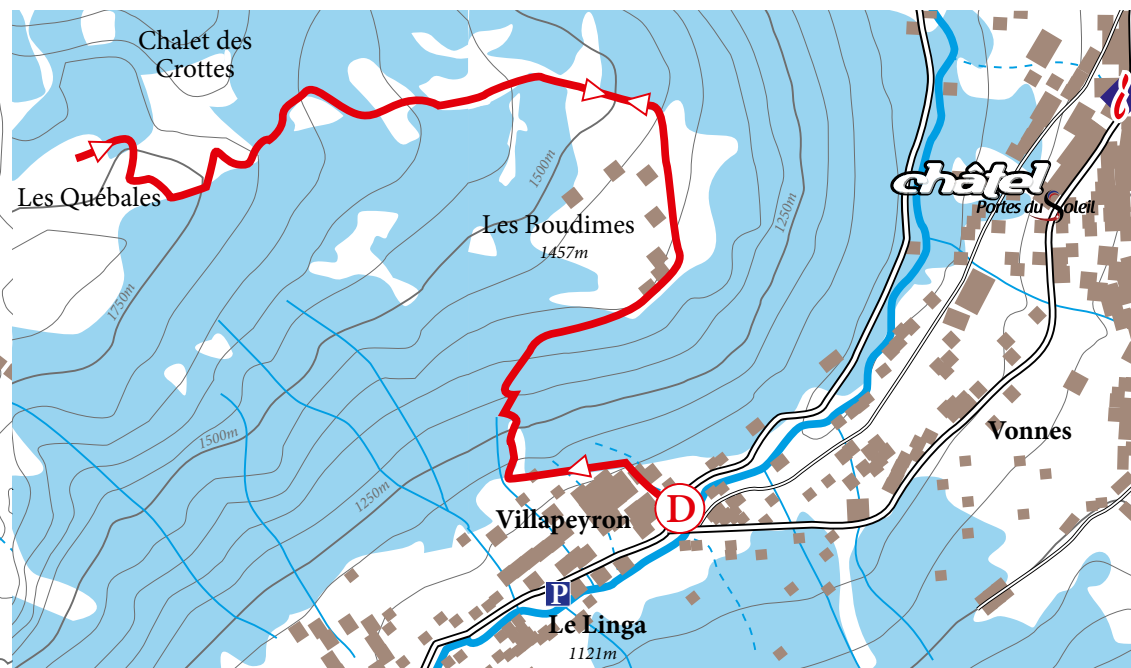 Chalet des
Crottes
1500m
châtel
Portes du Soleil
i
1250m
Les Québales
Les Boudimes
1457m
1750m
1500m
1250m
Vonnes
Villapeyron
D
P
Le Linga
1121m